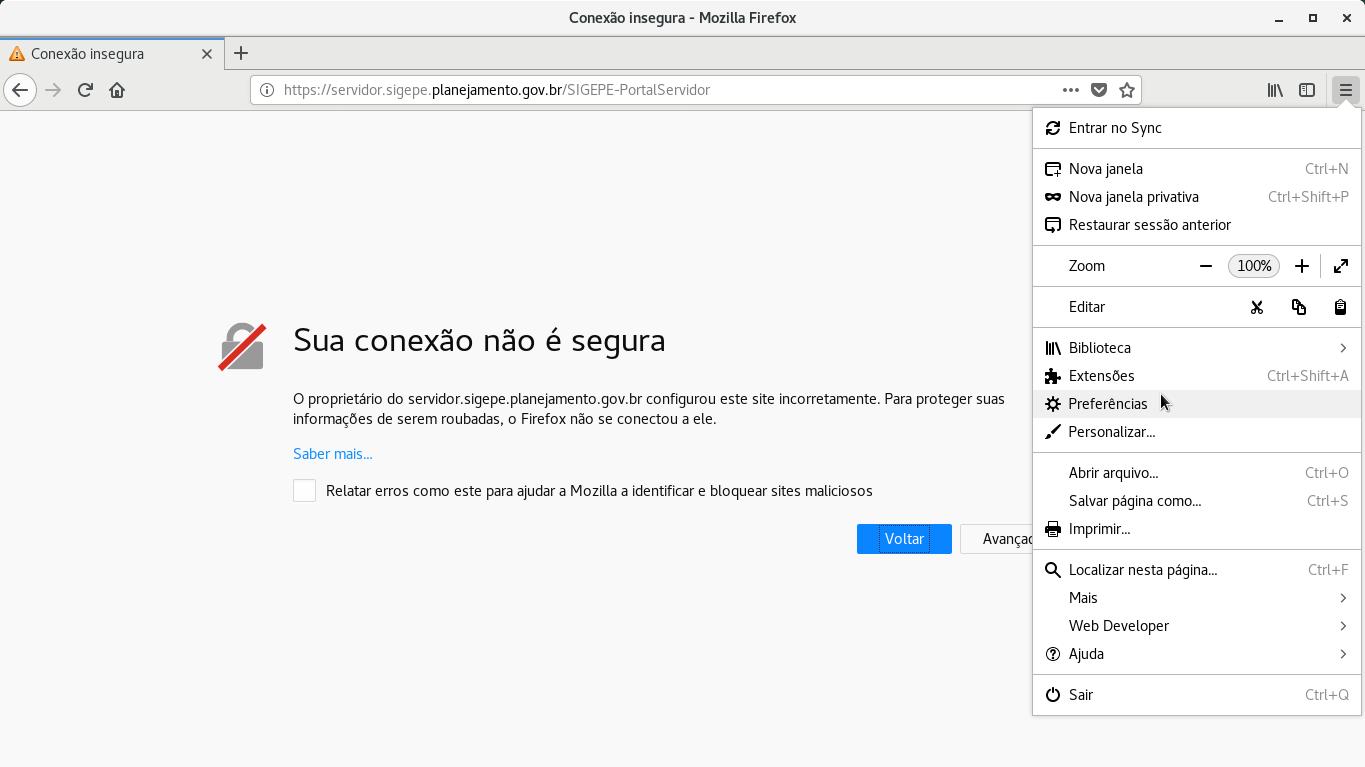 Conexão insegura - Mozilla Firefox
Conexão insegura
https://servidor.sigepe.planejamento.gov.br/SIGEPE-PortalServidor
Entrar no Sync
Nova janela Ctrl+N
Nova janela privativa Ctrl+Shift+P
Restaurar sessão anterior
Zoom 100%
Editar
Biblioteca
Extensões Ctrl+Shift+A
Preferências
Personalizar...
Abrir arquivo... Ctrl+O
Salvar página como... Ctrl+S
Imprimir...
Localizar nesta página... Ctrl+F
Mais
Web Developer
Ajuda
Sair Ctrl+Q
Sua conexão não é segura
O proprietário do servidor.sigepe.planejamento.gov.br configurou este site incorretamente. Para proteger suas
informações de serem roubadas, o Firefox não se conectou a ele.
Saber mais...
Relatar erros como este para ajudar a Mozilla a identificar e bloquear sites maliciosos
Voltar